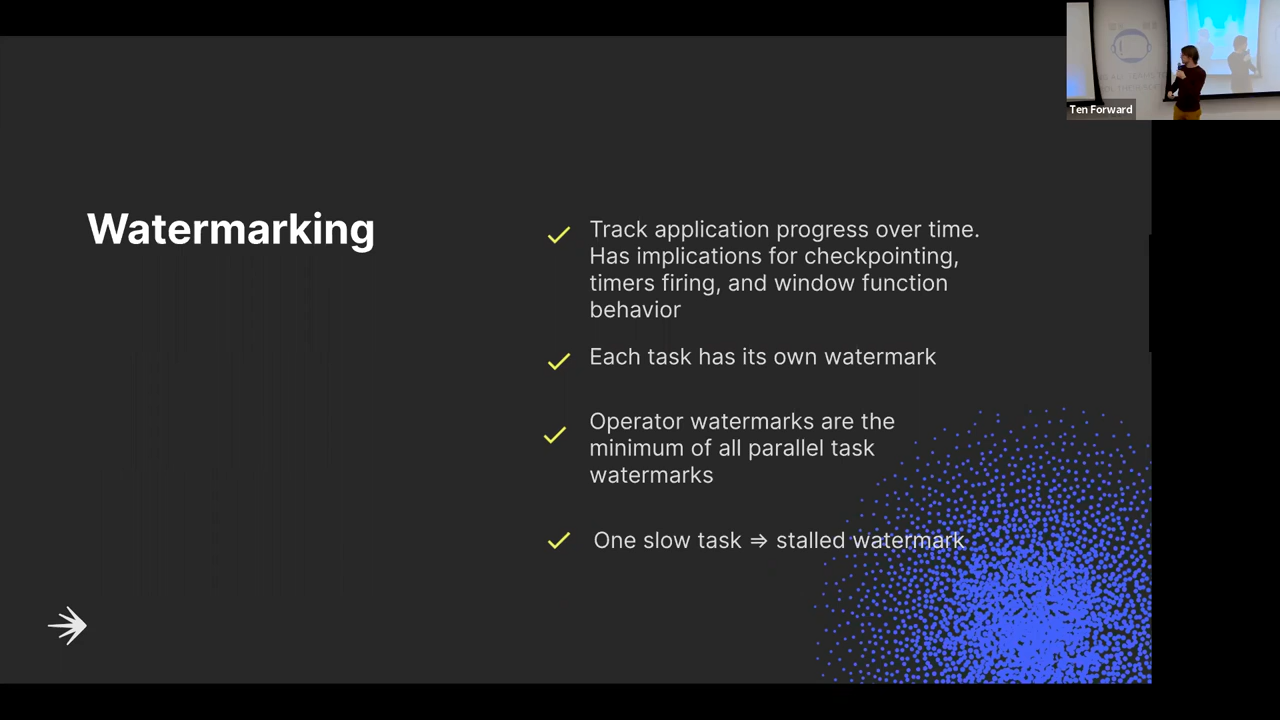 Ten Forward
Watermarking
Track application progress over time.
Has implications for checkpointing,
timers firing, and window function
behavior
Each task has its own watermark
Operator watermarks are the
minimum of all parallel task
watermarks
One slow task ⇒ stalled watermark